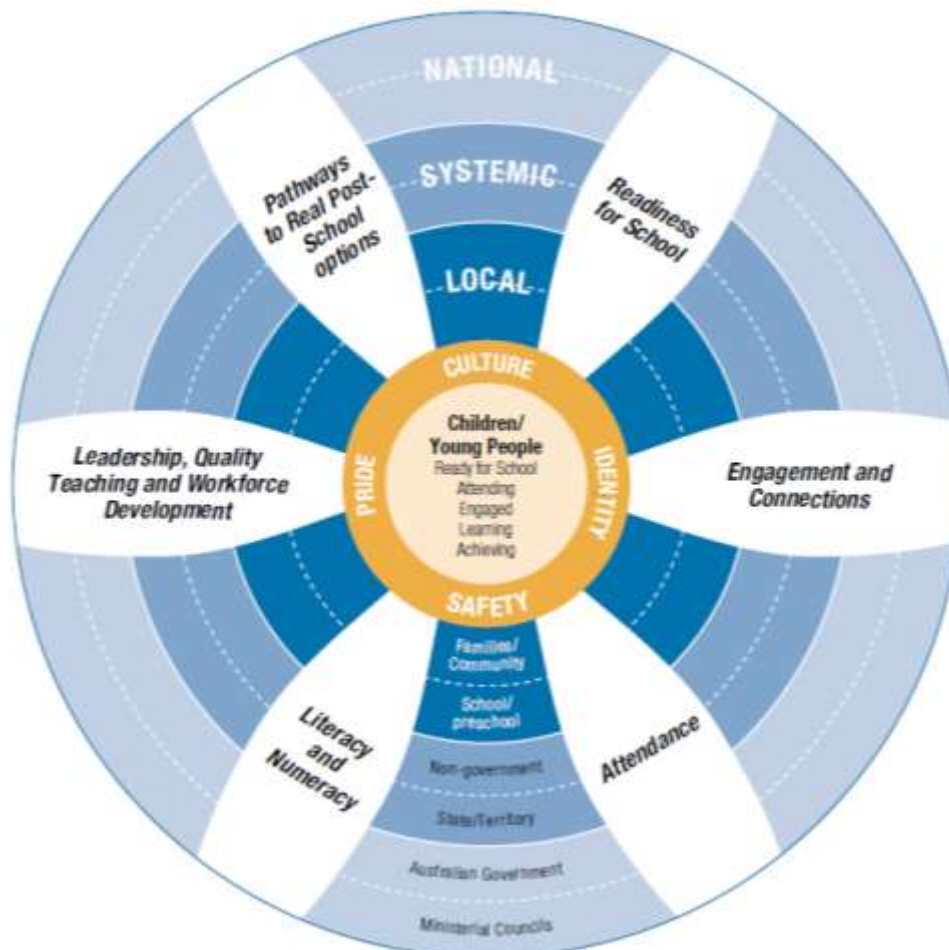 NATIONAL
SYSTEMIC
LOCAL
Pathways
to Real Post-
School
options
Readiness
for School
CULTURE
PRIDE
IDENTITY
SAFETY
Children/
Young People
Ready for School
Attending
Engaged
Learning
Achieving
Leadership, Quality
Teaching and Workforce
Development
Engagement and
Connections
Families/
Community
School/
preschool
Literacy
and
Numeracy
Attendance
Non-government
State/Territory
Australian Government
Ministerial Councils